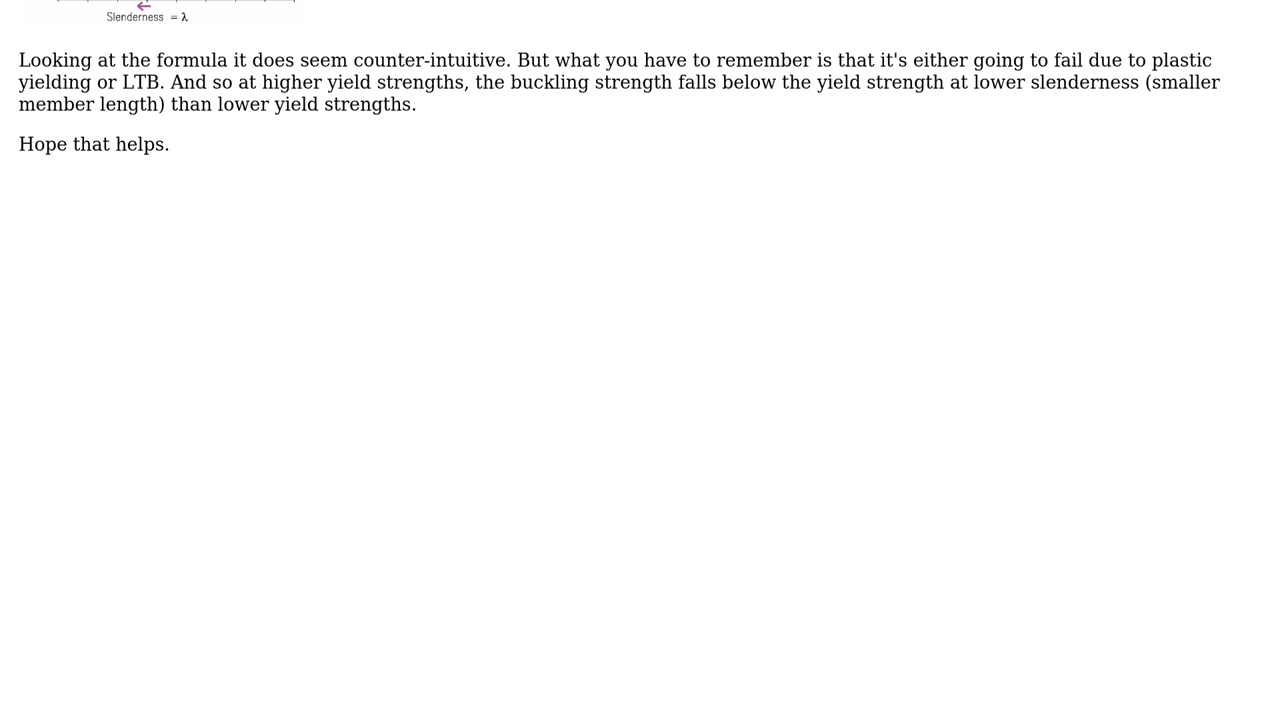 Slenderness = λ
Looking at the formula it does seem counter-intuitive. But what you have to remember is that it's either going to fail due to plastic
yielding or LTB. And so at higher yield strengths, the buckling strength falls below the yield strength at lower slenderness (smaller
member length) than lower yield strengths.
Hope that helps.